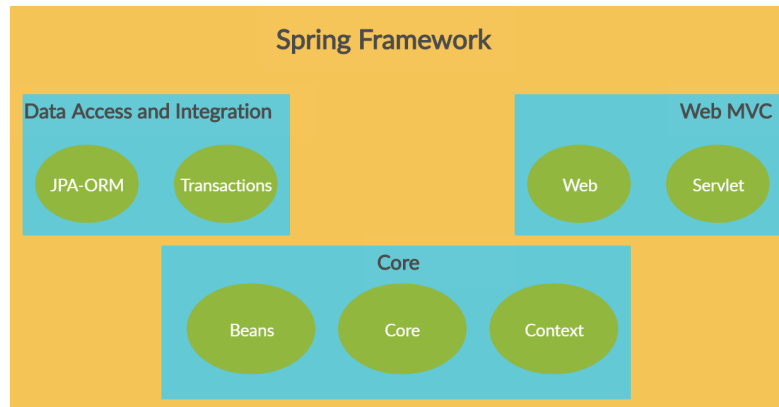 Spring Framework
Data Access and Integration
JPA-ORM
Transactions
Web MVC
Web
Servlet
Core
Beans
Core
Context